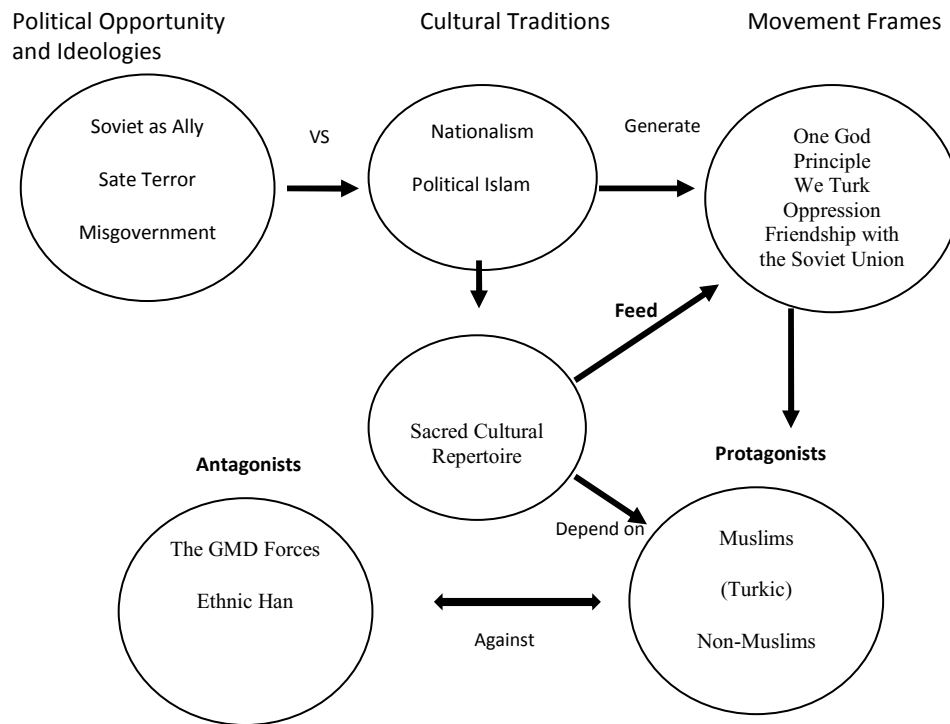 Political Opportunity
and Ideologies
Cultural Traditions
Movement Frames
Soviet as Ally
Sate Terror
Misgovernment
VS
Nationalism
Political Islam
Generate
One God
Principle
We Turk
Oppression
Friendship with
the Soviet Union
Feed
Sacred Cultural
Repertoire
Antagonists
Protagonists
The GMD Forces
Ethnic Han
Depend on
Against
Muslims
(Turkic)
Non-Muslims